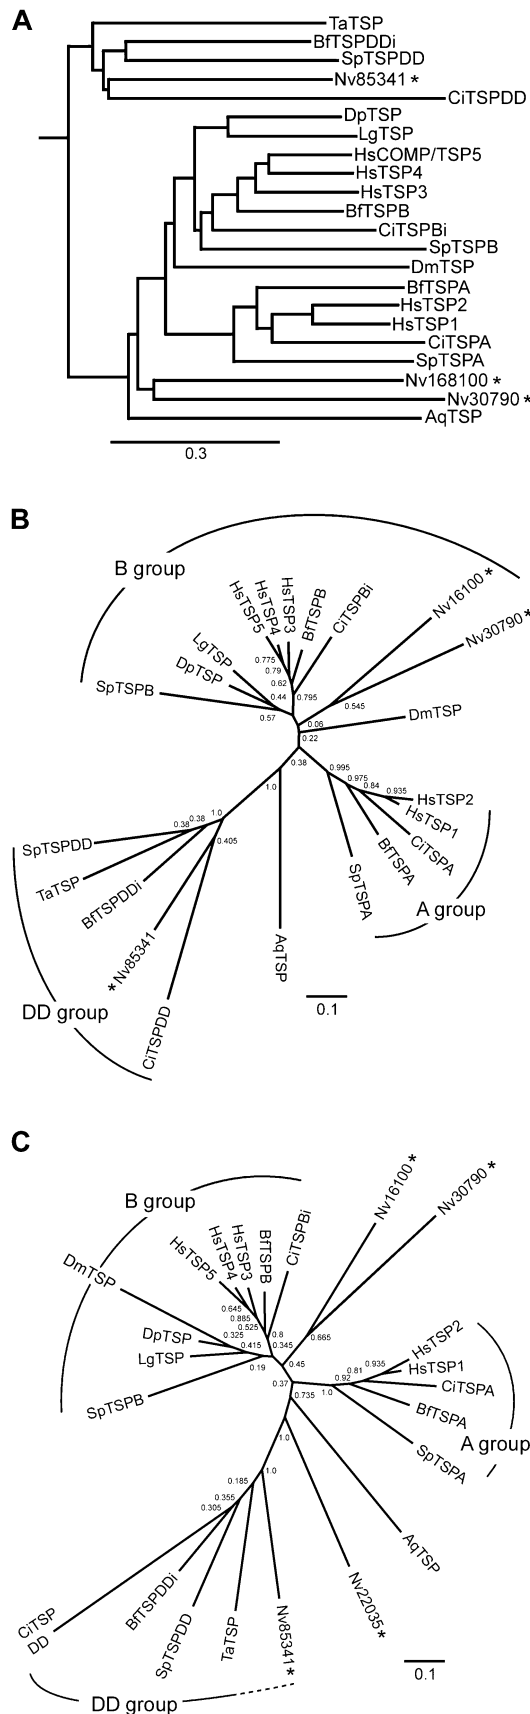 A
TaTSP
BfTSPDDi
SpTSPDD
Nv85341 *
CiTSPDD
DpTSP
LgTSP
HsCOMP/TSP5
HsTSP4
HsTSP3
BfTSPB
CiTSPBi
SpTSPB
DmTSP
BfTSPA
HsTSP2
HsTSP1
CiTSPA
SpTSPA
Nv168100 *
Nv30790 *
AqTSP
0.3
B
B group
HsTSP5
HsTSP4
HsTSP3
BfTSPB
CiTSPBi
Nv16100 *
Nv30790 *
LgTSP
DpTSP
SpTSPB
0.775
0.79
0.62
0.44
0.57
0.795
0.545
0.06
0.22
DmTSP
0.38
1.0
0.995
0.975
0.84
0.935
HsTSP2
HsTSP1
CiTSPA
BfTSPA
SpTSPA
A group
0.38
0.38
1.0
0.405
SpTSPDD
TaTSP
BfTSPDDi
* Nv85341
CiTSPDD
AqTSP
DD group
0.1
C
B group
Nv16100 *
Nv30790 *
DmTSP
HsTSP5
HsTSP4
HsTSP3
BfTSPB
CiTSPBi
DpTSP
LgTSP
SpTSPB
0.645
0.885
0.525
0.325
0.415
0.19
0.8
0.345
0.665
0.45
0.37
0.735
1.0
0.92
0.81
0.935
HsTSP2
HsTSP1
CiTSPA
BfTSPA
SpTSPA
A group
1.0
1.0
0.185
0.355
0.305
AqTSP
Nv22035 *
CiTSP
DD
BfTSPDDi
SpTSPDD
TaTSP
Nv85341 *
DD group
0.1